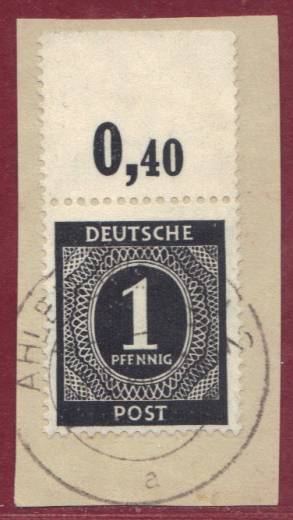 0,40
DEUTSCHE
1
PFENNIG
POST
a